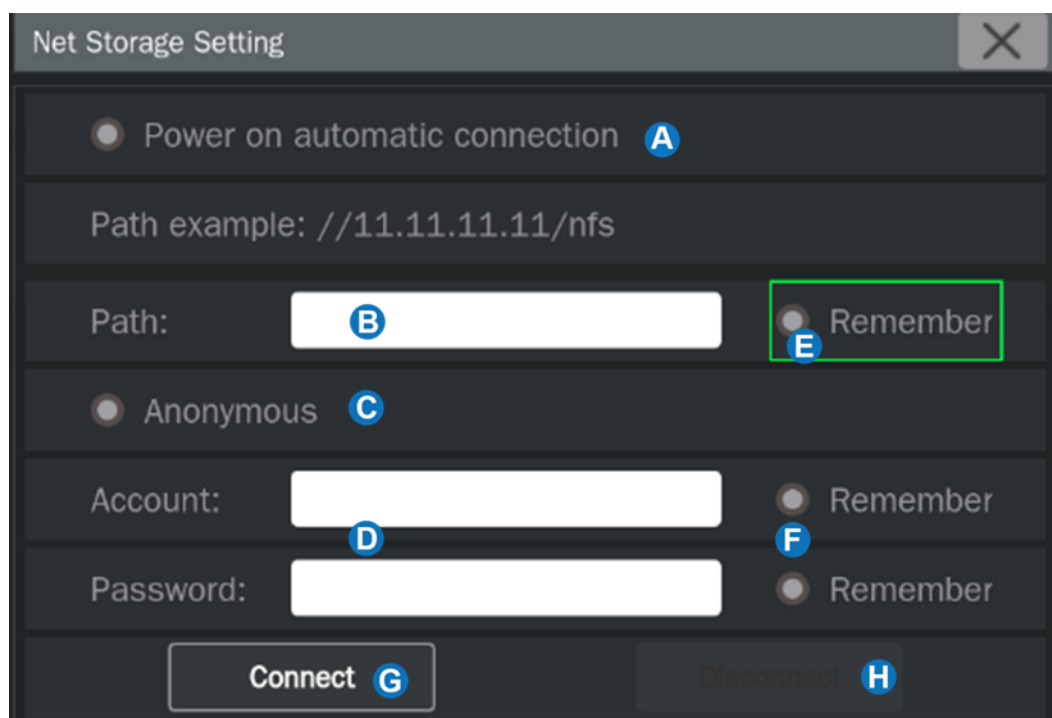 Net Storage Setting
Power on automatic connection A
Path example: //11.11.11.11/nfs
Path: B Remember
E
Anonymous C
Account: Remember
D F
Password: Remember
Connect G Disconnect H